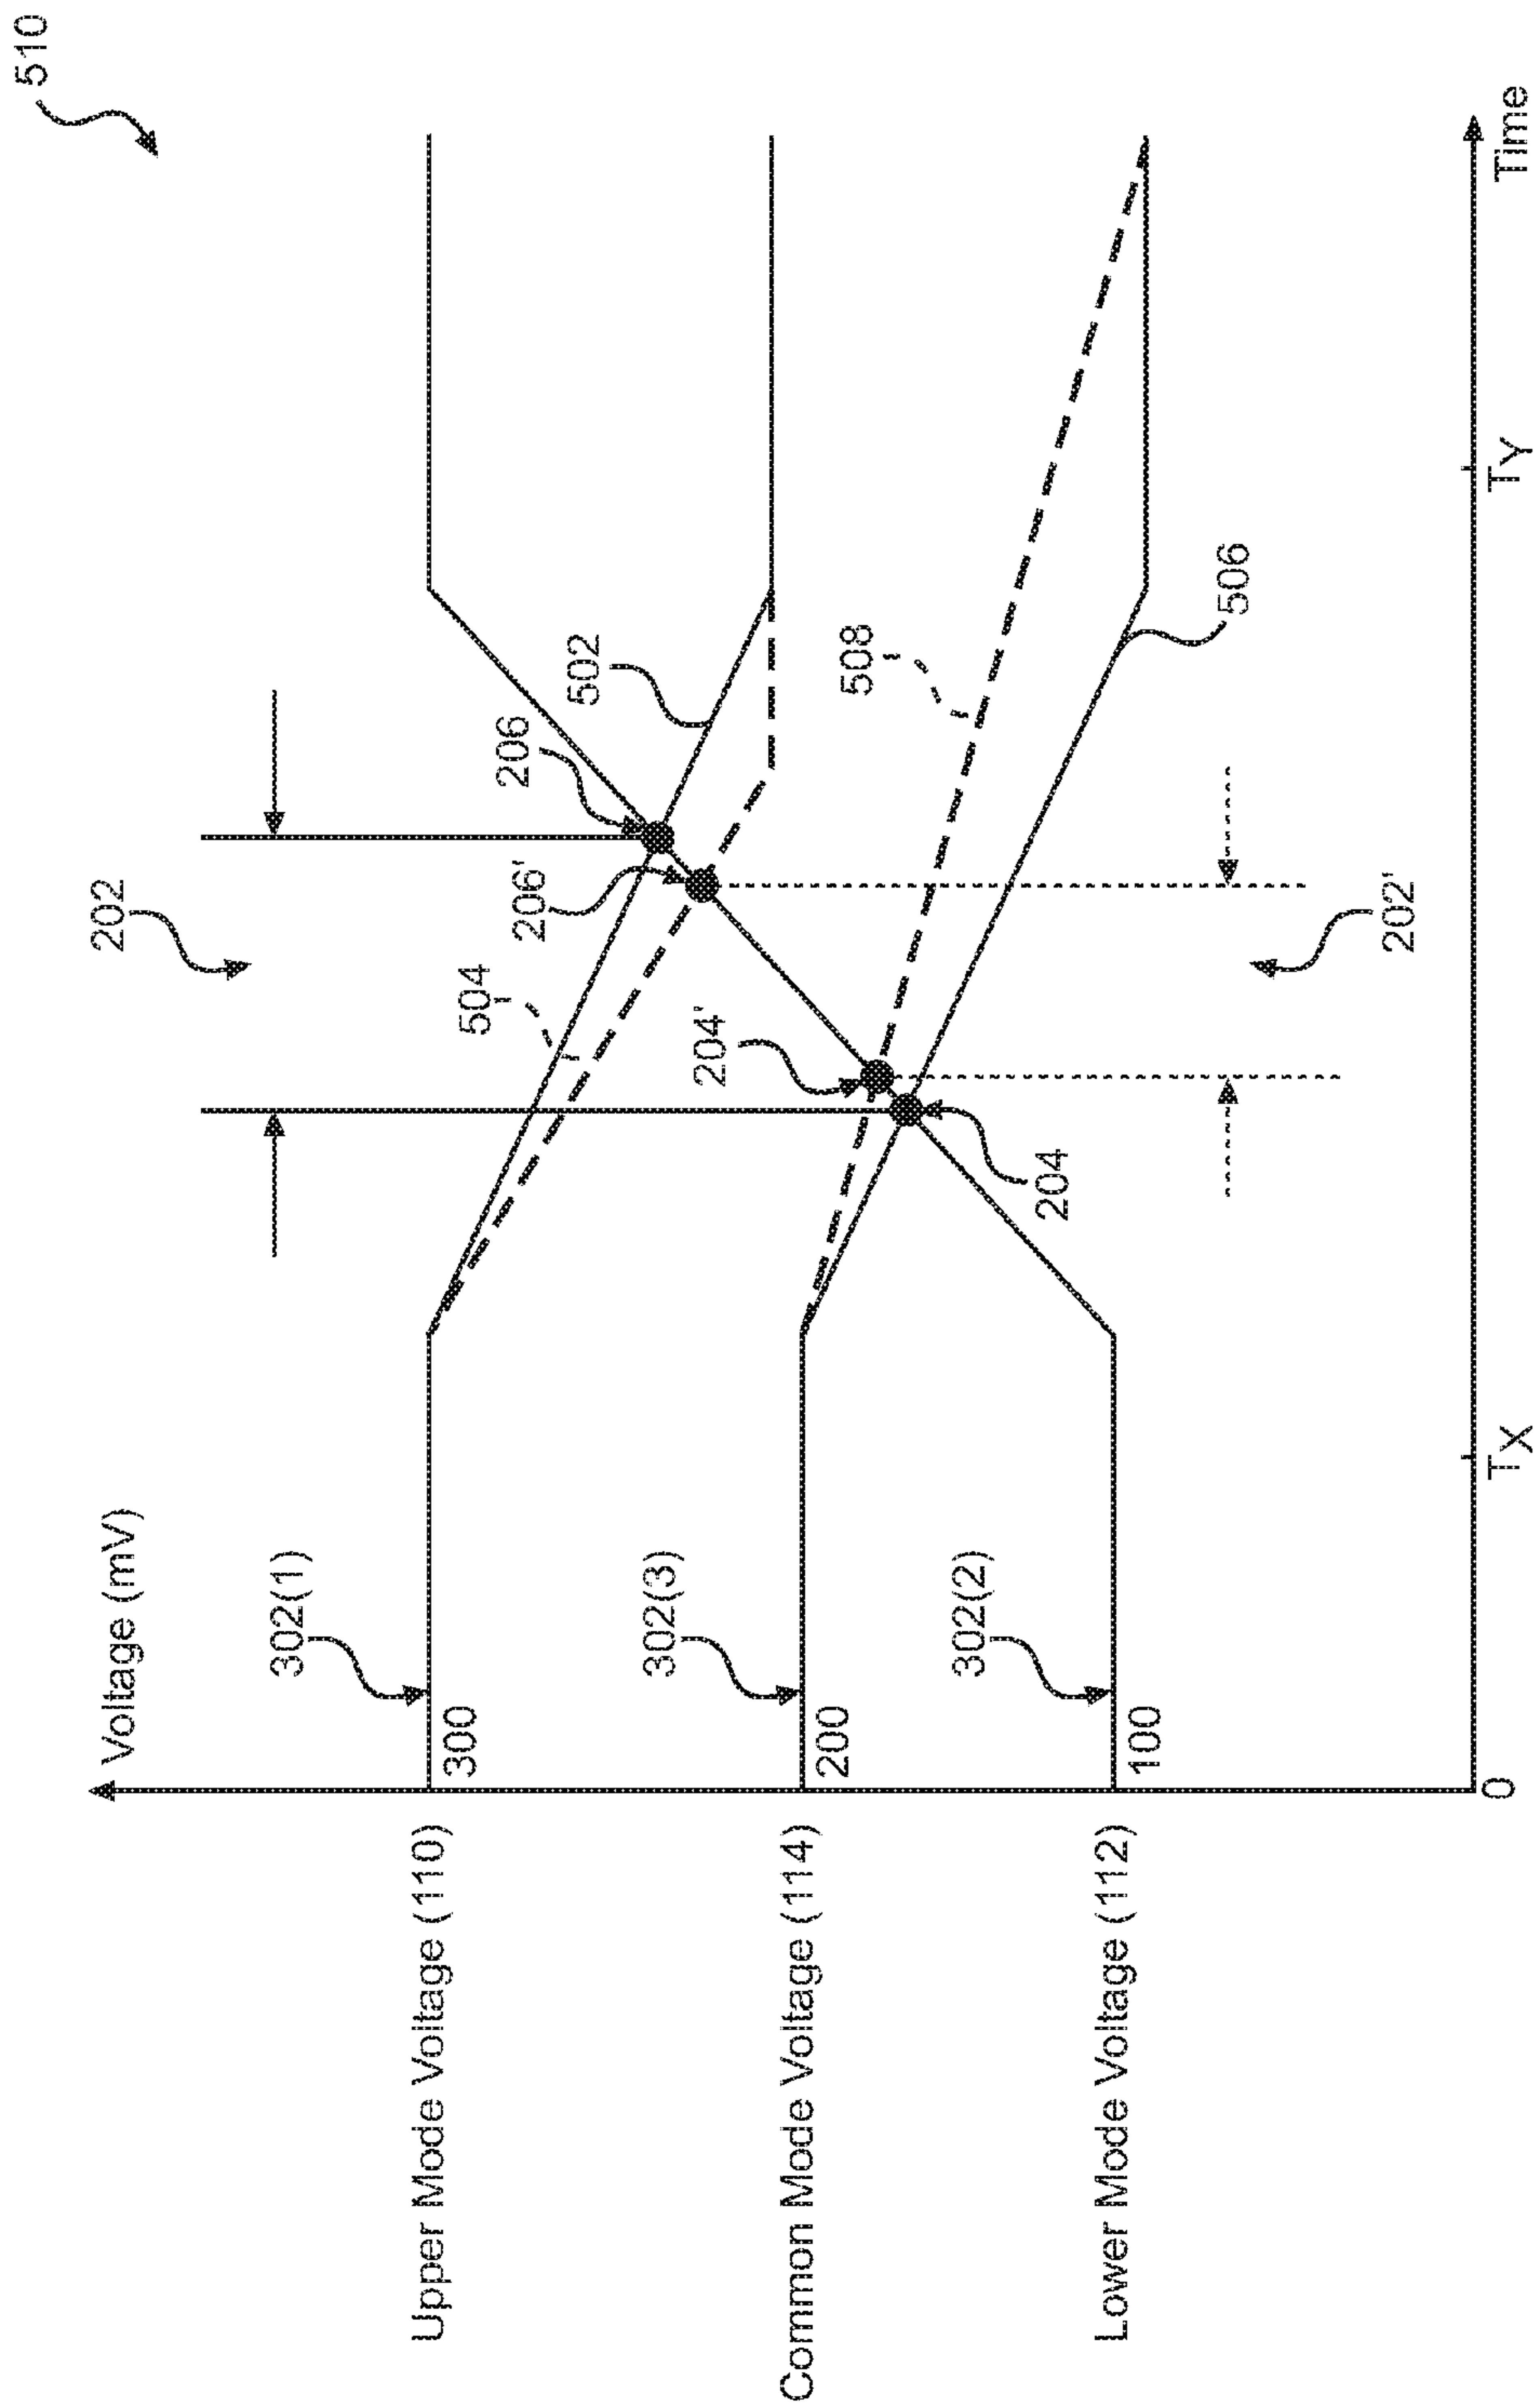 510
Voltage (mV)
202
302(1)
Upper Mode Voltage (110)
300
504
206'
206
502
302(3)
Common Mode Voltage (114)
200
204'
508
302(2)
Lower Mode Voltage (112)
100
204
506
202'
0
TX
TY
Time